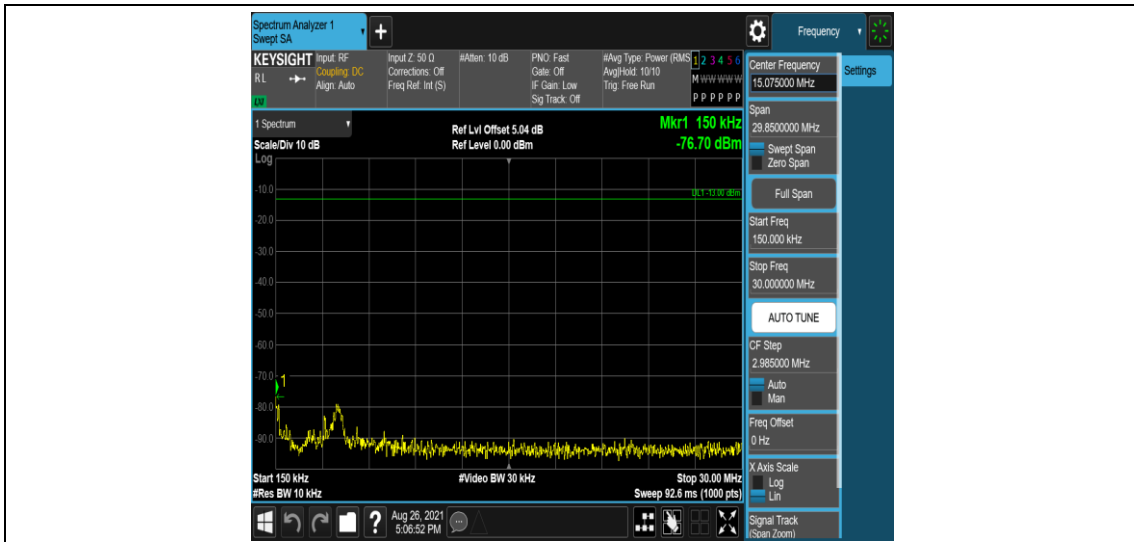 Spectrum Analyzer 1
Swept SA
+
Frequency
KEYSIGHT
RL
LM
Input: RF
Coupling: DC
Align: Auto
Input Z: 50 Ω
Corrections: Off
Freq Ref: Int (S)
#Atten: 10 dB
PNO: Fast
Gate: Off
IF Gain: Low
Sig Track: Off
#Avg Type: Power (RMS
Avg|Hold: 10/10
Trig: Free Run
1 2 3 4 5 6
M W W W W W
P P P P P P
1 Spectrum
Scale/Div 10 dB
Ref Lvl Offset 5.04 dB
Ref Level 0.00 dBm
Mkr1 150 kHz
-76.70 dBm
Log
DL1 -13.00 dBm
-10.0
-20.0
-30.0
-40.0
-50.0
-60.0
-70.0
1
-80.0
-90.0
Start 150 kHz
#Video BW 30 kHz
Stop 30.00 MHz
#Res BW 10 kHz
Sweep 92.6 ms (1000 pts)
Center Frequency
15.075000 MHz
Settings
Span
29.8500000 MHz
Swept Span
Zero Span
Full Span
Start Freq
150.000 kHz
Stop Freq
30.000000 MHz
AUTO TUNE
CF Step
2.985000 MHz
Auto
Man
Freq Offset
0 Hz
X Axis Scale
Log
Lin
Signal Track
(Span Zoom)
?
Aug 26, 2021
5:06:52 PM